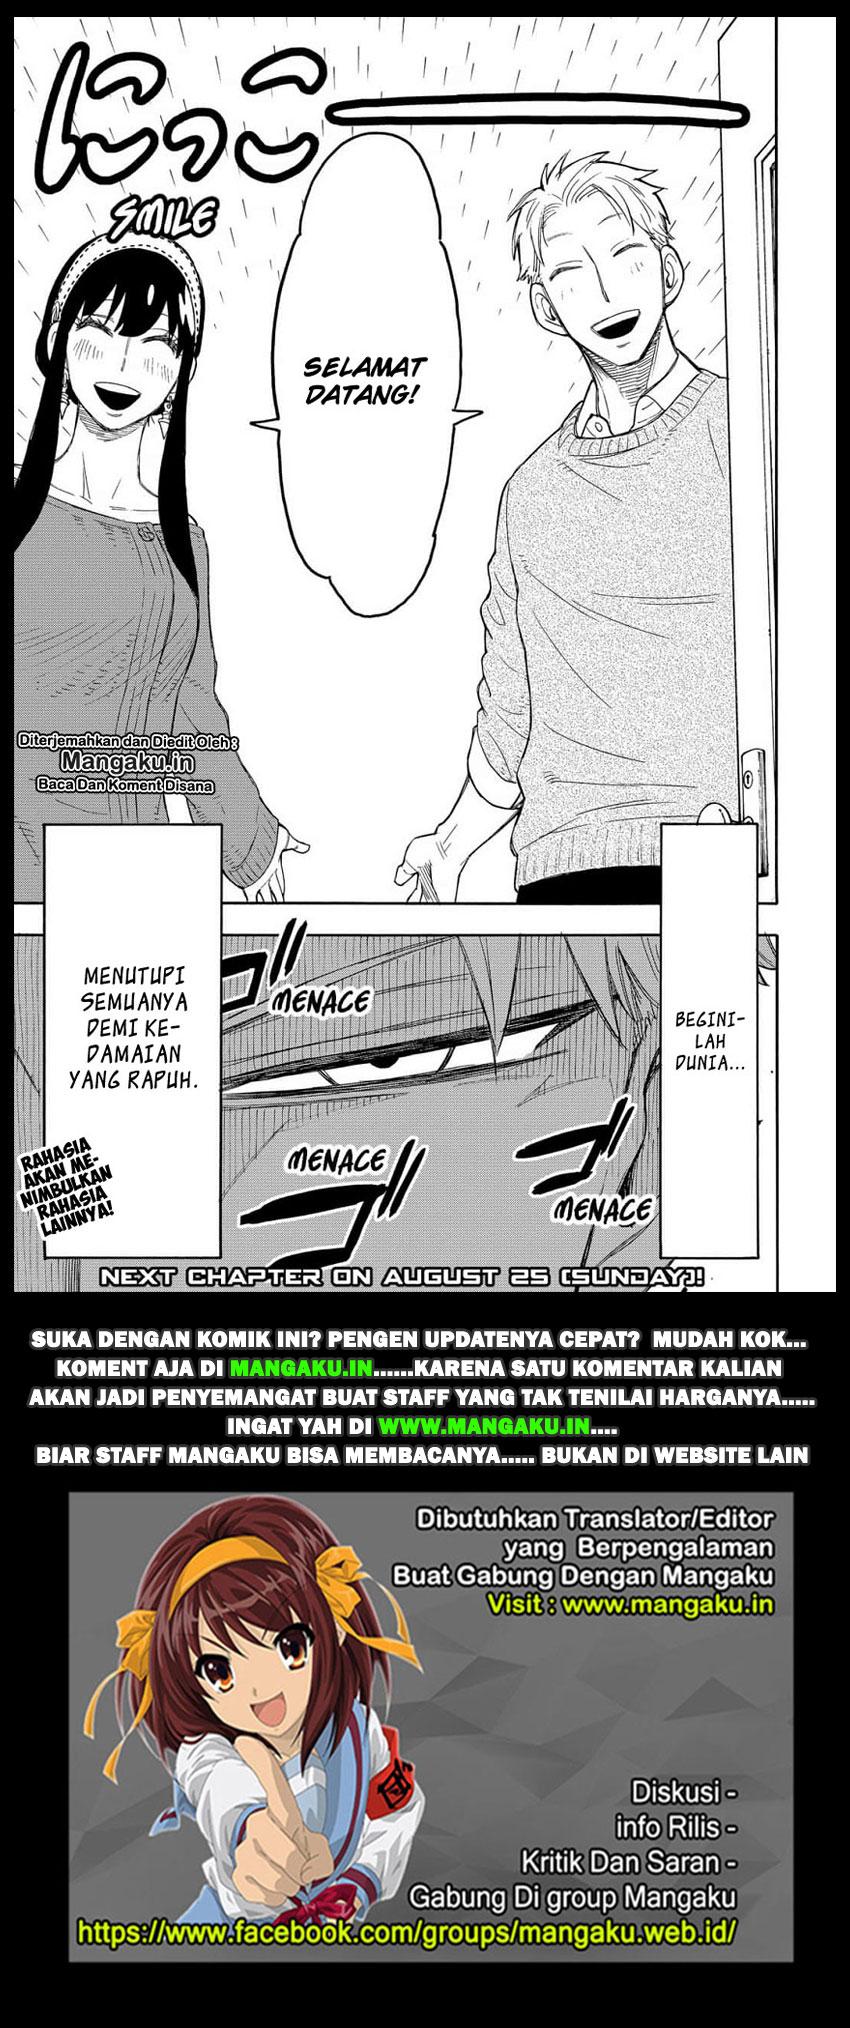 にっこー
SMILE
SELAMAT
DATANG!
Diterjemahkan dan Diedit Oleh :
Mangaku.in
Baca Dan Koment Disana
BEGINI-
LAH
DUNIA...
MENUTUPI
SEMUANYA
DEMI KE-
DAMAIAN
YANG RAPUH.
ゴ
MENACE
ゴ
MENACE
ゴ
MENACE
RAHASIA
AKAN ME-
NIMBULKAN
RAHASIA
LAINNYA!
NEXT CHAPTER ON AUGUST 25 (SUNDAY)!
SUKA DENGAN KOMIK INI? PENGEN UPDATENYA CEPAT? MUDAH KOK...
KOMENT AJA DI MANGAKU.IN......KARENA SATU KOMENTAR KALIAN
AKAN JADI PENYEMANGAT BUAT STAFF YANG TAK TENILAI HARGANYA.....
INGAT YAH DI WWW.MANGAKU.IN....
BIAR STAFF MANGAKU BISA MEMBACANYA..... BUKAN DI WEBSITE LAIN
Dibutuhkan Translator/Editor
yang Berpengalaman
Buat Gabung Dengan Mangaku
Visit : www.mangaku.in
Diskusi -
info Rilis -
Kritik Dan Saran -
Gabung Di group Mangaku
https://www.facebook.com/groups/mangaku.web.id/